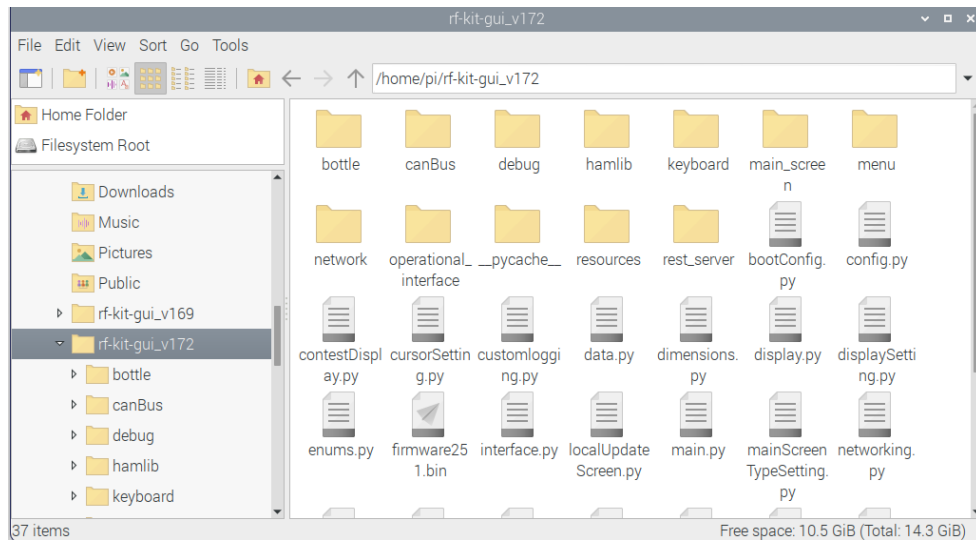 rf-kit-gui_v172
File Edit View Sort Go Tools
/home/pi/rf-kit-gui_v172
Home Folder
Filesystem Root
Downloads
Music
Pictures
Public
rf-kit-gui_v169
rf-kit-gui_v172
bottle
canBus
debug
hamlib
keyboard
bottle canBus debug hamlib keyboard main_scree menu
n
network operational_ __pycache__ resources rest_server bootConfig. config.py
interface py
contestDispl cursorSettin customloggi data.py dimensions. display.py displaySetti
ay.py g.py ng.py py ng.py
enums.py firmware25 interface.py localUpdate main.py mainScreen networking.
1.bin Screen.py TypeSetting. py
py
37 items
Free space: 10.5 GiB (Total: 14.3 GiB)